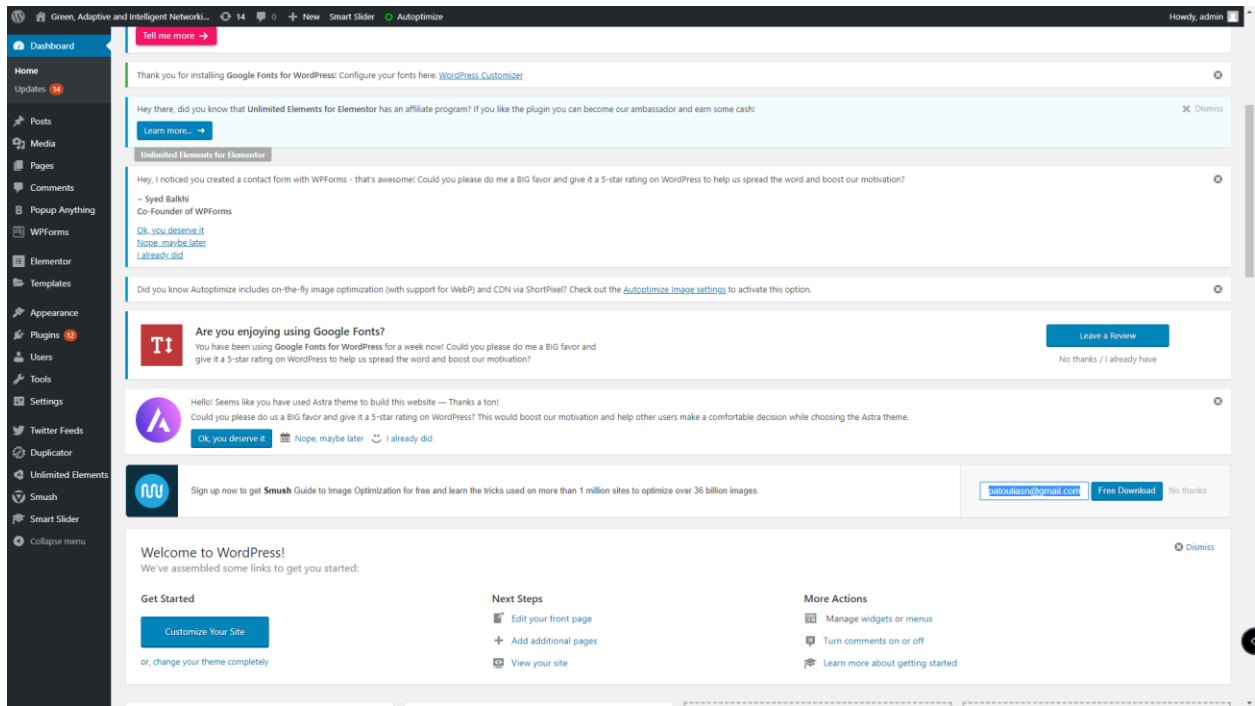 Green, Adaptive and Intelligent Networki... 14 0 New Smart Slider Autoptimize Howdy, admin
Dashboard
Home
Updates 14
Posts
Media
Pages
Comments
Popup Anything
WPForms
Elementor
Templates
Appearance
Plugins 12
Users
Tools
Settings
Twitter Feeds
Duplicator
Unlimited Elements
Smush
Smart Slider
Collapse menu
Tell me more →
Thank you for installing Google Fonts for WordPress! Configure your fonts here: WordPress Customizer
Hey there, did you know that Unlimited Elements for Elementor has an affiliate program? If you like the plugin you can become our ambassador and earn some cash!
Dismiss
Learn more... →
Unlimited Elements for Elementor
Hey, I noticed you created a contact form with WPForms - that's awesome! Could you please do me a BIG favor and give it a 5-star rating on WordPress to help us spread the word and boost our motivation?
~ Syed Balkhi
Co-Founder of WPForms
Ok, you deserve it
Nope, maybe later
I already did
Did you know Autoptimize includes on-the-fly image optimization (with support for WebP) and CDN via ShortPixel? Check out the Autoptimize Image settings to activate this option.
Are you enjoying using Google Fonts?
You have been using Google Fonts for WordPress for a week now! Could you please do me a BIG favor and
give it a 5-star rating on WordPress to help us spread the word and boost our motivation?
Leave a Review
No thanks / I already have
Hello! Seems like you have used Astra theme to build this website — Thanks a ton!
Could you please do us a BIG favor and give it a 5-star rating on WordPress? This would boost our motivation and help other users make a comfortable decision while choosing the Astra theme.
Ok, you deserve it Nope, maybe later I already did
Sign up now to get Smush Guide to Image Optimization for free and learn the tricks used on more than 1 million sites to optimize over 36 billion images.
patouliasn@gmail.com Free Download No thanks
Welcome to WordPress!
Dismiss
We've assembled some links to get you started:
Get Started
Customize Your Site
or, change your theme completely
Next Steps
Edit your front page
Add additional pages
View your site
More Actions
Manage widgets or menus
Turn comments on or off
Learn more about getting started